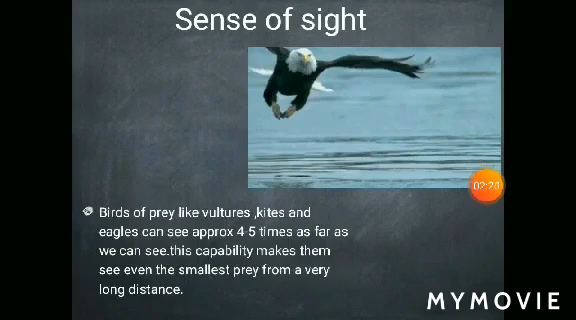 Sense of sight
02:20
Birds of prey like vultures ,kites and
eagles can see approx 4-5 times as far as
we can see.this capability makes them
see even the smallest prey from a very
long distance.
MYMOVIE